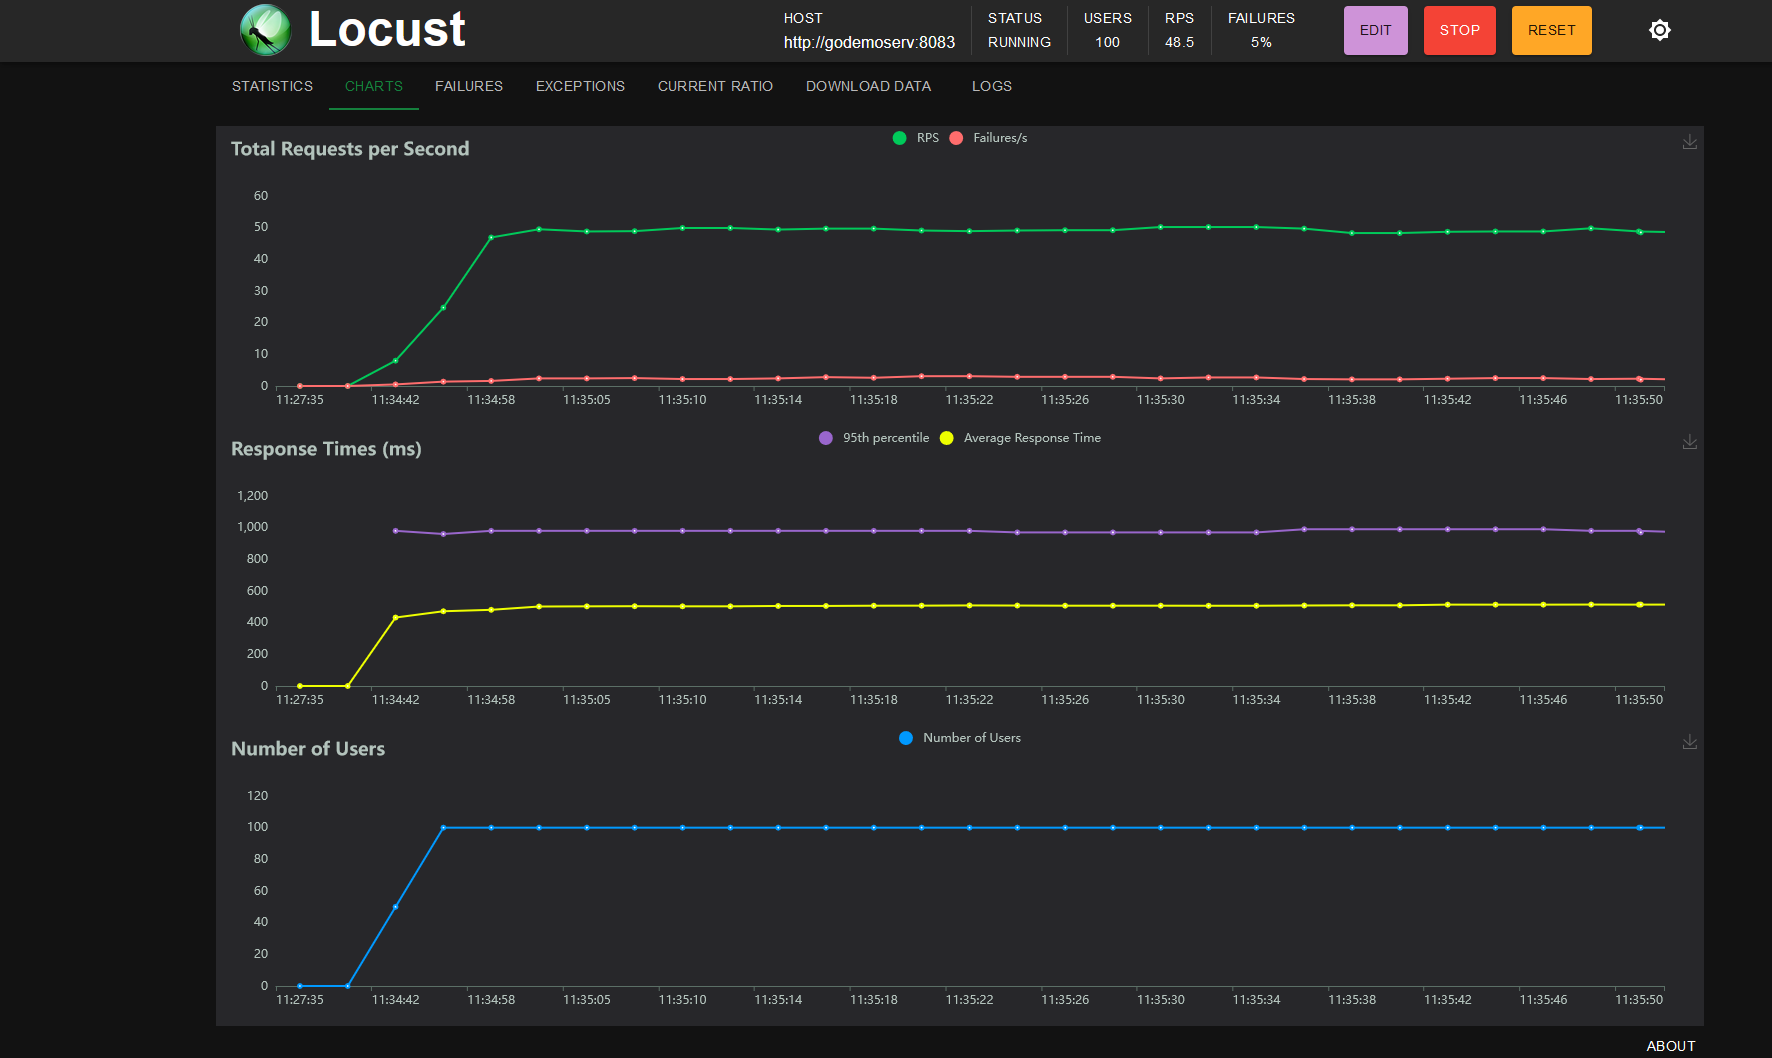 Locust
HOST
http://godemoserv:8083
STATUS
RUNNING
USERS
100
RPS
48.5
FAILURES
5%
EDIT
STOP
RESET
STATISTICS CHARTS FAILURES EXCEPTIONS CURRENT RATIO DOWNLOAD DATA LOGS
Total Requests per Second
RPS Failures/s
60
50
40
30
20
10
0
11:27:35 11:34:42 11:34:58 11:35:05 11:35:10 11:35:14 11:35:18 11:35:22 11:35:26 11:35:30 11:35:34 11:35:38 11:35:42 11:35:46 11:35:50
Response Times (ms)
95th percentile Average Response Time
1,200
1,000
800
600
400
200
0
11:27:35 11:34:42 11:34:58 11:35:05 11:35:10 11:35:14 11:35:18 11:35:22 11:35:26 11:35:30 11:35:34 11:35:38 11:35:42 11:35:46 11:35:50
Number of Users
Number of Users
120
100
80
60
40
20
0
11:27:35 11:34:42 11:34:58 11:35:05 11:35:10 11:35:14 11:35:18 11:35:22 11:35:26 11:35:30 11:35:34 11:35:38 11:35:42 11:35:46 11:35:50
ABOUT